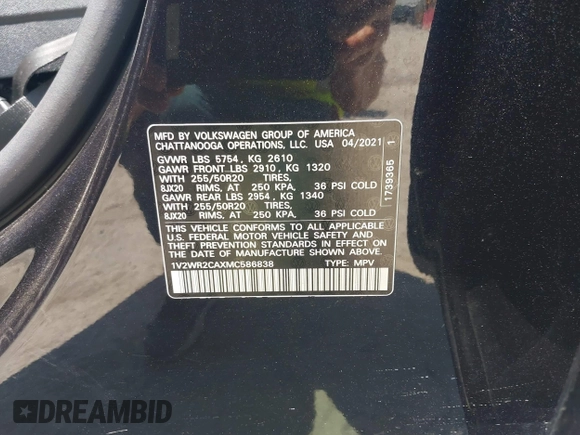 MFD BY VOLKSWAGEN GROUP OF AMERICA
CHATTANOOGA OPERATIONS, LLC. USA 04/2021
GVWR LBS 5754, KG 2610
GAWR FRONT LBS 2910, KG 1320
WITH 255/50R20 TIRES,
8JX20 RIMS, AT 250 KPA, 36 PSI COLD
GAWR REAR LBS 2954, KG 1340
WITH 255/50R20 TIRES,
8JX20 RIMS, AT 250 KPA, 36 PSI COLD
THIS VEHICLE CONFORMS TO ALL APPLICABLE
U.S. FEDERAL MOTOR VEHICLE SAFETY AND
THEFT PREVENTION STANDARDS IN EFFECT ON
THE DATE OF MANUFACTURE SHOWN ABOVE.
1V2WR2CAXMC586838 TYPE: MPV
1739365 1
DREAMBID